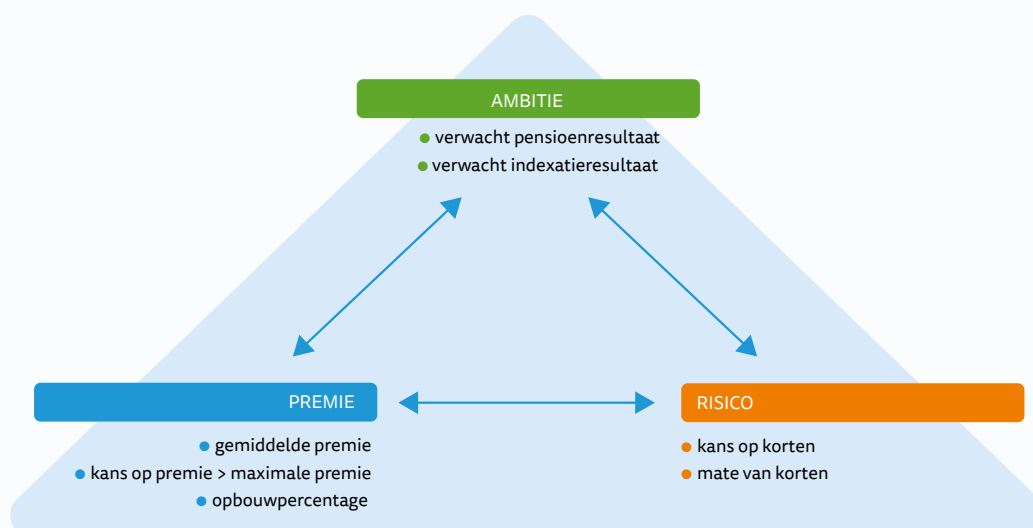 AMBITIE
● verwacht pensioenresultaat
● verwacht indexatieresultaat
PREMIE
● gemiddelde premie
● kans op premie > maximale premie
● opbouwpercentage
RISICO
● kans op korten
● mate van korten